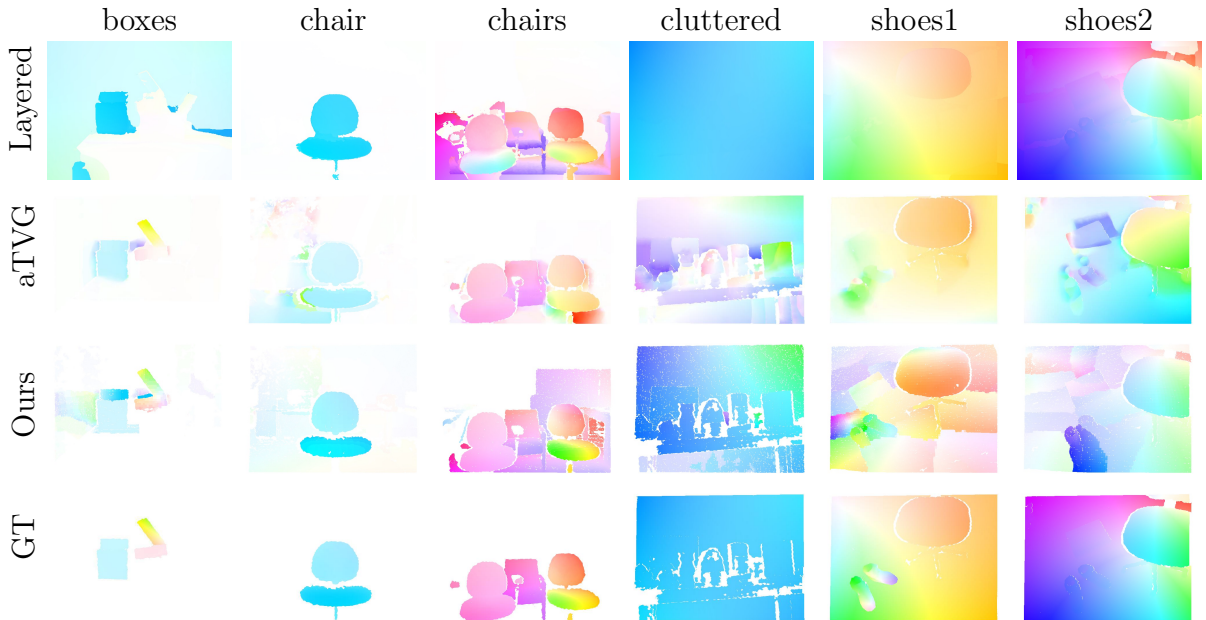 boxes chair chairs cluttered shoes1 shoes2
Layered
aTVG
Ours
GT